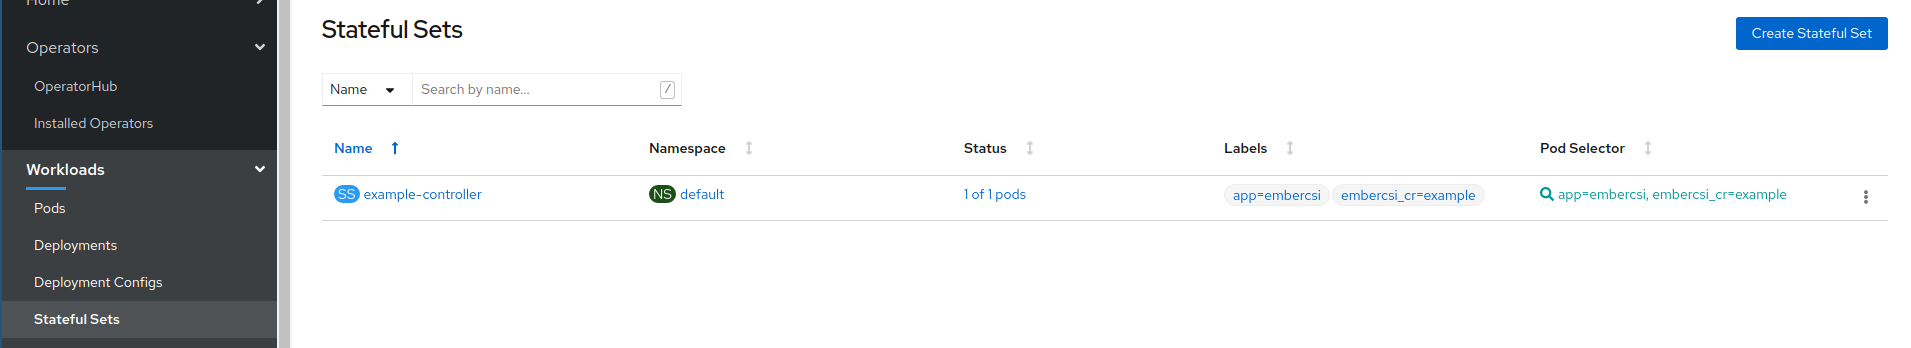 Home
Operators
OperatorHub
Installed Operators
Workloads
Pods
Deployments
Deployment Configs
Stateful Sets
Stateful Sets
Create Stateful Set
Name Search by name... /
Name Namespace Status Labels Pod Selector
SS example-controller NS default 1 of 1 pods app=embercsi embercsi_cr=example app=embercsi, embercsi_cr=example